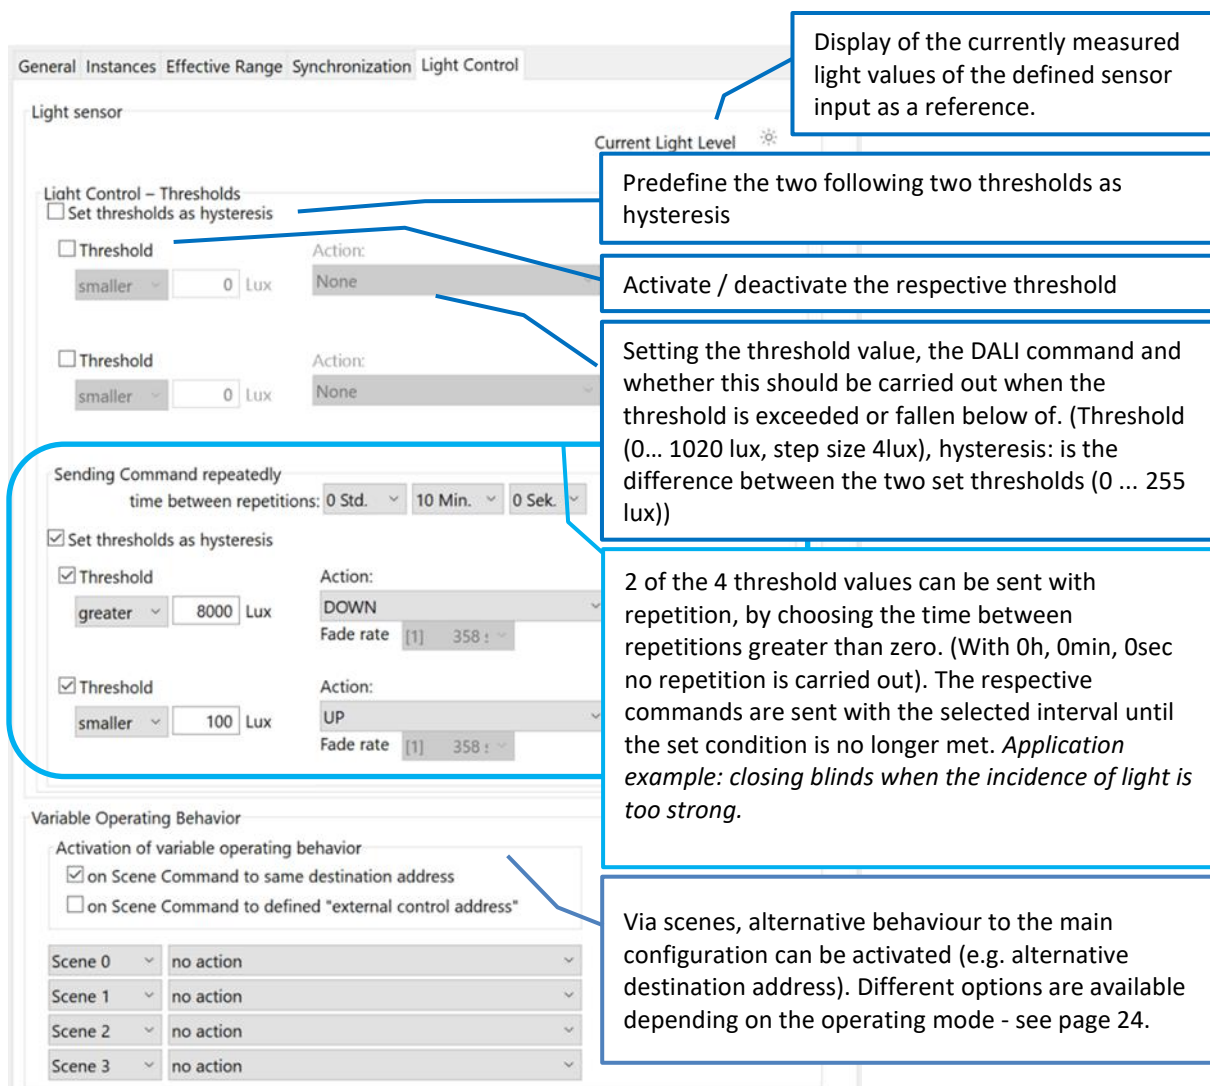 Display of the currently measured
light values of the defined sensor
input as a reference.
General Instances Effective Range Synchronization Light Control
Light sensor
Current Light Level
Light Control – Thresholds
Set thresholds as hysteresis
Predefine the two following two thresholds as
hysteresis
Threshold Action:
smaller 0 Lux None
Activate / deactivate the respective threshold
Threshold Action:
smaller 0 Lux None
Setting the threshold value, the DALI command and
whether this should be carried out when the
threshold is exceeded or fallen below of. (Threshold
(0... 1020 lux, step size 4lux), hysteresis: is the
difference between the two set thresholds (0 ... 255
lux))
Sending Command repeatedly
time between repetitions: 0 Std. 10 Min. 0 Sek.
Set thresholds as hysteresis
Threshold Action:
greater 8000 Lux DOWN
Fade rate [1] 358
Threshold Action:
smaller 100 Lux UP
Fade rate [1] 358
2 of the 4 threshold values can be sent with
repetition, by choosing the time between
repetitions greater than zero. (With 0h, 0min, 0sec
no repetition is carried out). The respective
commands are sent with the selected interval until
the set condition is no longer met. Application
example: closing blinds when the incidence of light is
too strong.
Variable Operating Behavior
Activation of variable operating behavior
on Scene Command to same destination address
on Scene Command to defined "external control address"
Scene 0 no action
Scene 1 no action
Scene 2 no action
Scene 3 no action
Via scenes, alternative behaviour to the main
configuration can be activated (e.g. alternative
destination address). Different options are available
depending on the operating mode - see page 24.